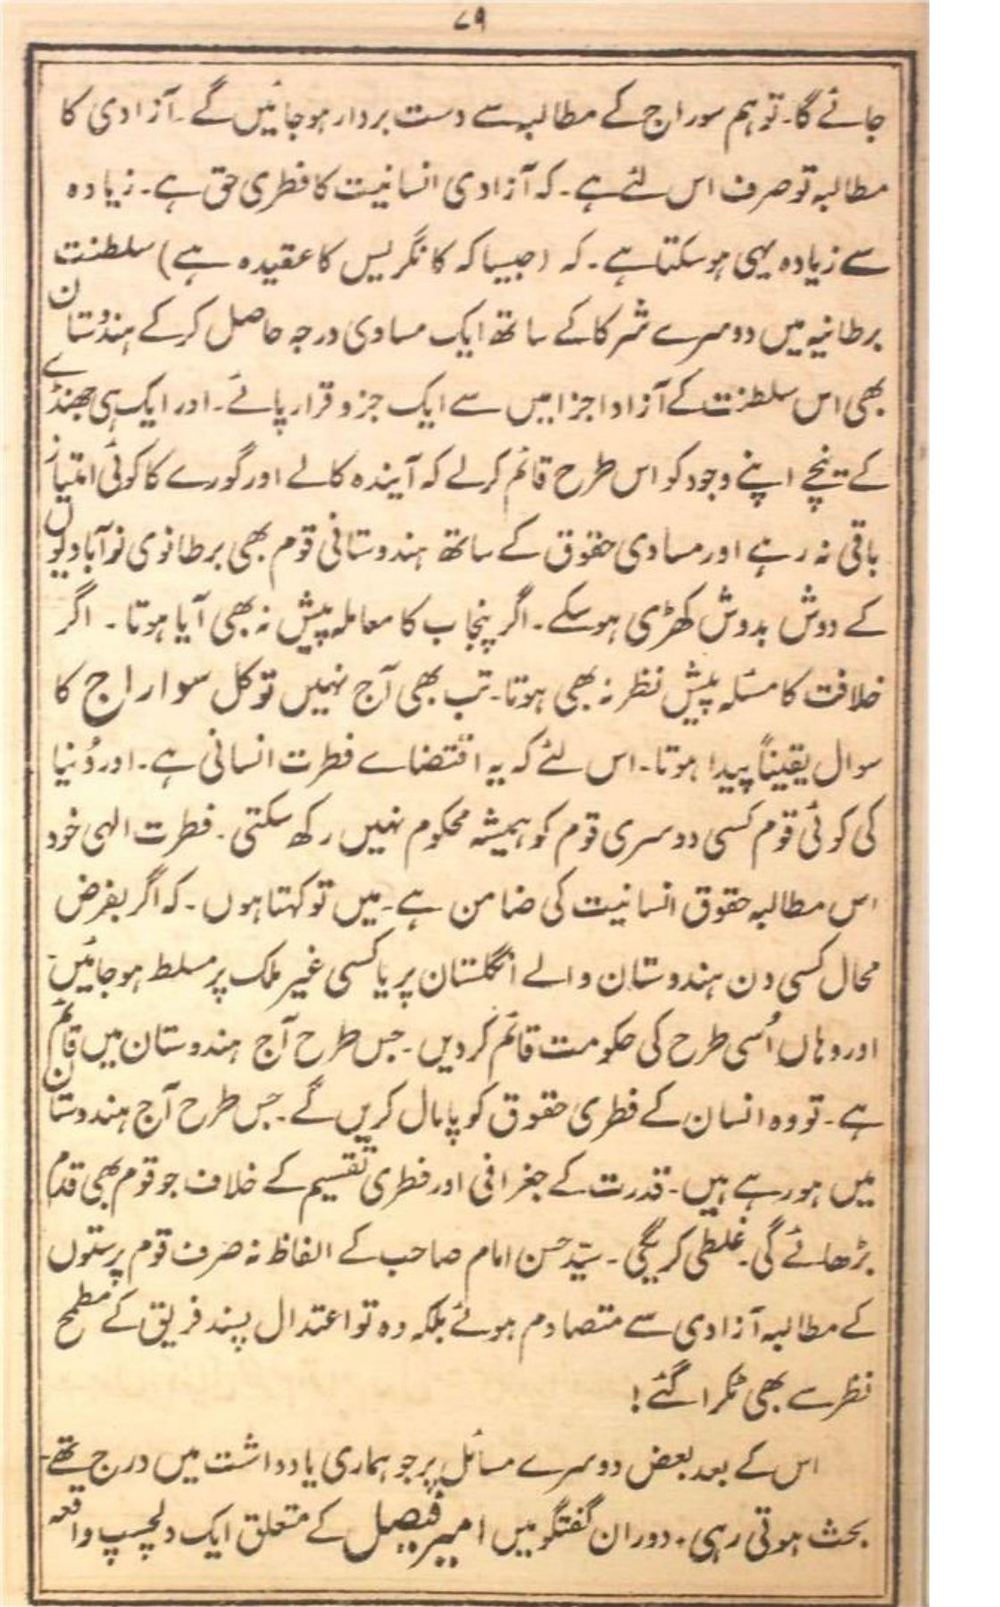 ۷۹
جائے گا۔ تو ہم سوراج کے مطالبہ سے دست بردار ہو جائیں گے۔ آزادی کا
مطالبہ تو صرف اس لئے ہے۔ کہ آزادی انسانیت کا فطری حق ہے۔ زیادہ
سے زیادہ یہی ہو سکتا ہے۔ کہ (جیسا کہ کانگریس کا عقیدہ ہے) سلطنت
برطانیہ میں دوسرے شرکا کے ساتھ ایک مساوی درجہ حاصل کر کے ہندوستان
بھی اس سلطنت کے آزاد اجزا میں سے ایک جزو قرار پائے۔ اور ایک ہی جھنڈے
کے نیچے اپنے وجود کو اس طرح قائم کرلے کہ آیندہ کالے اور گورے کا کوئی امتیاز
باقی نہ رہے اور مساوی حقوق کے ساتھ ہندوستانی قوم بھی برطانوی نوآبادیوں
کے دوش بدوش کھڑی ہو سکے۔ اگر پنجاب کا معاملہ پیش نہ بھی آیا ہوتا۔ اگر
خلافت کا مسئلہ پیش نظر نہ بھی ہوتا۔ تب بھی آج نہیں تو کل سواراج کا
سوال یقیناً پیدا ہوتا۔ اس لئے کہ یہ اقتضاے فطرت انسانی ہے۔ اور دُنیا
کی کوئی قوم کسی دوسری قوم کو ہمیشہ محکوم نہیں رکھ سکتی۔ فطرت الہی خود
اس مطالبہ حقوق انسانیت کی ضامن ہے۔ میں تو کہتا ہوں۔ کہ اگر بفرض
محال کسی دن ہندوستان والے انگلستان پر یا کسی غیر ملک پر مسلط ہو جائیں۔
اور وہاں اُسی طرح کی حکومت قائم کر دیں۔ جس طرح آج ہندوستان میں قائم
ہے۔ تو وہ انسان کے فطری حقوق کو پامال کریں گے۔ جس طرح آج ہندوستان
میں ہو رہے ہیں۔ قدرت کے جغرافی اور فطری تقسیم کے خلاف جو قوم بھی قدم
بڑھائے گی۔ غلطی کریگی۔ سیّد حسن امام صاحب کے الفاظ نہ صرف قوم پرستوں
کے مطالبہ آزادی سے متصادم ہوئے بلکہ وہ تو اعتدال پسند فریق کے مطمح
نظر سے بھی ٹکرا گئے!
اس کے بعد بعض دوسرے مسائل پر جو ہماری یادداشت میں درج تھے۔
بحث ہوتی رہی۔ دوران گفتگو میں امیر فیصل کے متعلق ایک دلچسپ واقعہ